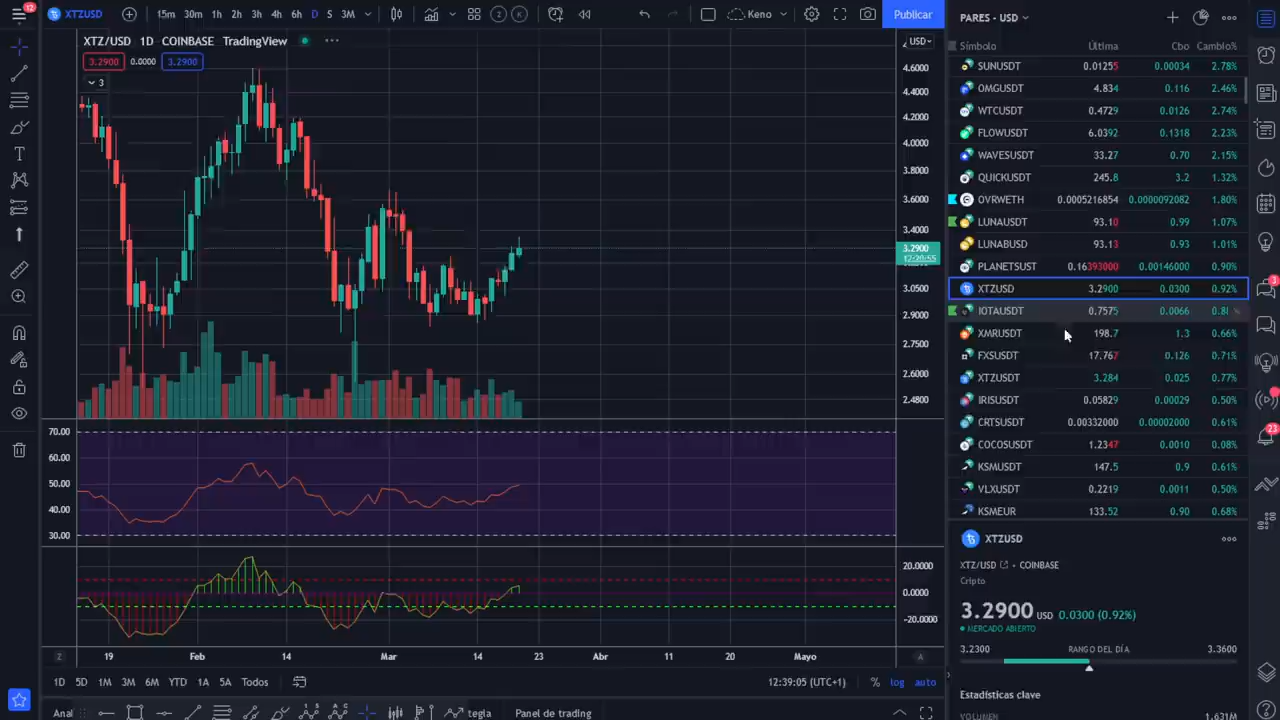 12
XTZUSD 15m 30m 1h 2h 3h 4h 6h D S 3M 2 K Keno Publicar
XTZ/USD 1D COINBASE TradingView
3.2900 0.0000 3.2900
3
USD
4.6000
4.4000
4.2000
4.0000
3.8000
3.6000
3.4000
3.2900
12:20:55
3.0500
2.9000
2.7500
2.6000
2.4800
70.00
60.00
50.00
40.00
30.00
20.0000
0.0000
−20.0000
Z 19 Feb 14 Mar 14 23 Abr 11 20 Mayo A
1D 5D 1M 3M 6M YTD 1A 5A Todos 12:39:05 (UTC+1) % log auto
Anal tegia Panel de trading
PARES - USD
Símbolo Última Cbo Cambio%
SUNUSDT 0.01255 0.00034 2.78%
OMGUSDT 4.834 0.116 2.46%
WTCUSDT 0.4729 0.0126 2.74%
FLOWUSDT 6.0392 0.1318 2.23%
WAVESUSDT 33.27 0.70 2.15%
QUICKUSDT 245.8 3.2 1.32%
OVRWETH 0.0005216854 0.0000092082 1.80%
LUNAUSDT 93.10 0.99 1.07%
LUNABUSD 93.13 0.93 1.01%
PLANETSUST 0.16393000 0.00146000 0.90%
XTZUSD 3.2900 0.0300 0.92%
IOTAUSDT 0.7575 0.0066 0.8
XMRUSDT 198.7 1.3 0.66%
FXSUSDT 17.767 0.126 0.71%
XTZUSDT 3.284 0.025 0.77%
IRISUSDT 0.05829 0.00029 0.50%
CRTSUSDT 0.00332000 0.00002000 0.61%
COCOSUSDT 1.2347 0.0010 0.08%
KSMUSDT 147.5 0.9 0.61%
VLXUSDT 0.2219 0.0011 0.50%
KSMEUR 133.52 0.90 0.68%
XTZUSD
XTZ/USD • COINBASE
Cripto
3.2900 USD 0.0300 (0.92%)
MERCADO ABIERTO
3.2300 RANGO DEL DÍA 3.3600
Estadísticas clave
VOLUMEN 1.631M
3
23